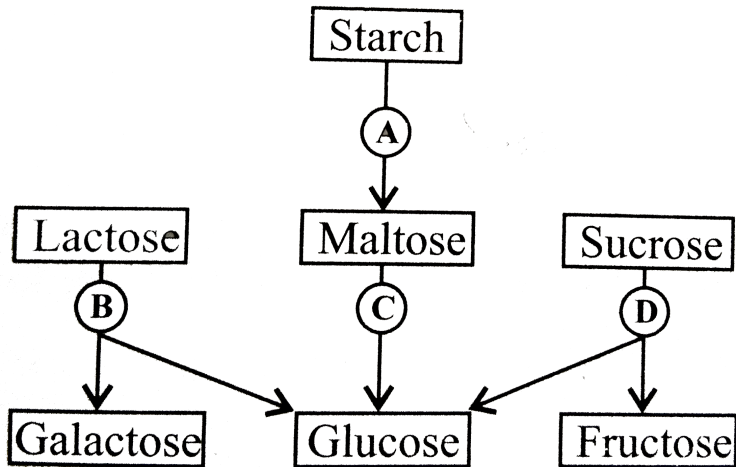 Starch
A
Lactose
Maltose
Sucrose
B
C
D
Galactose
Glucose
Fructose